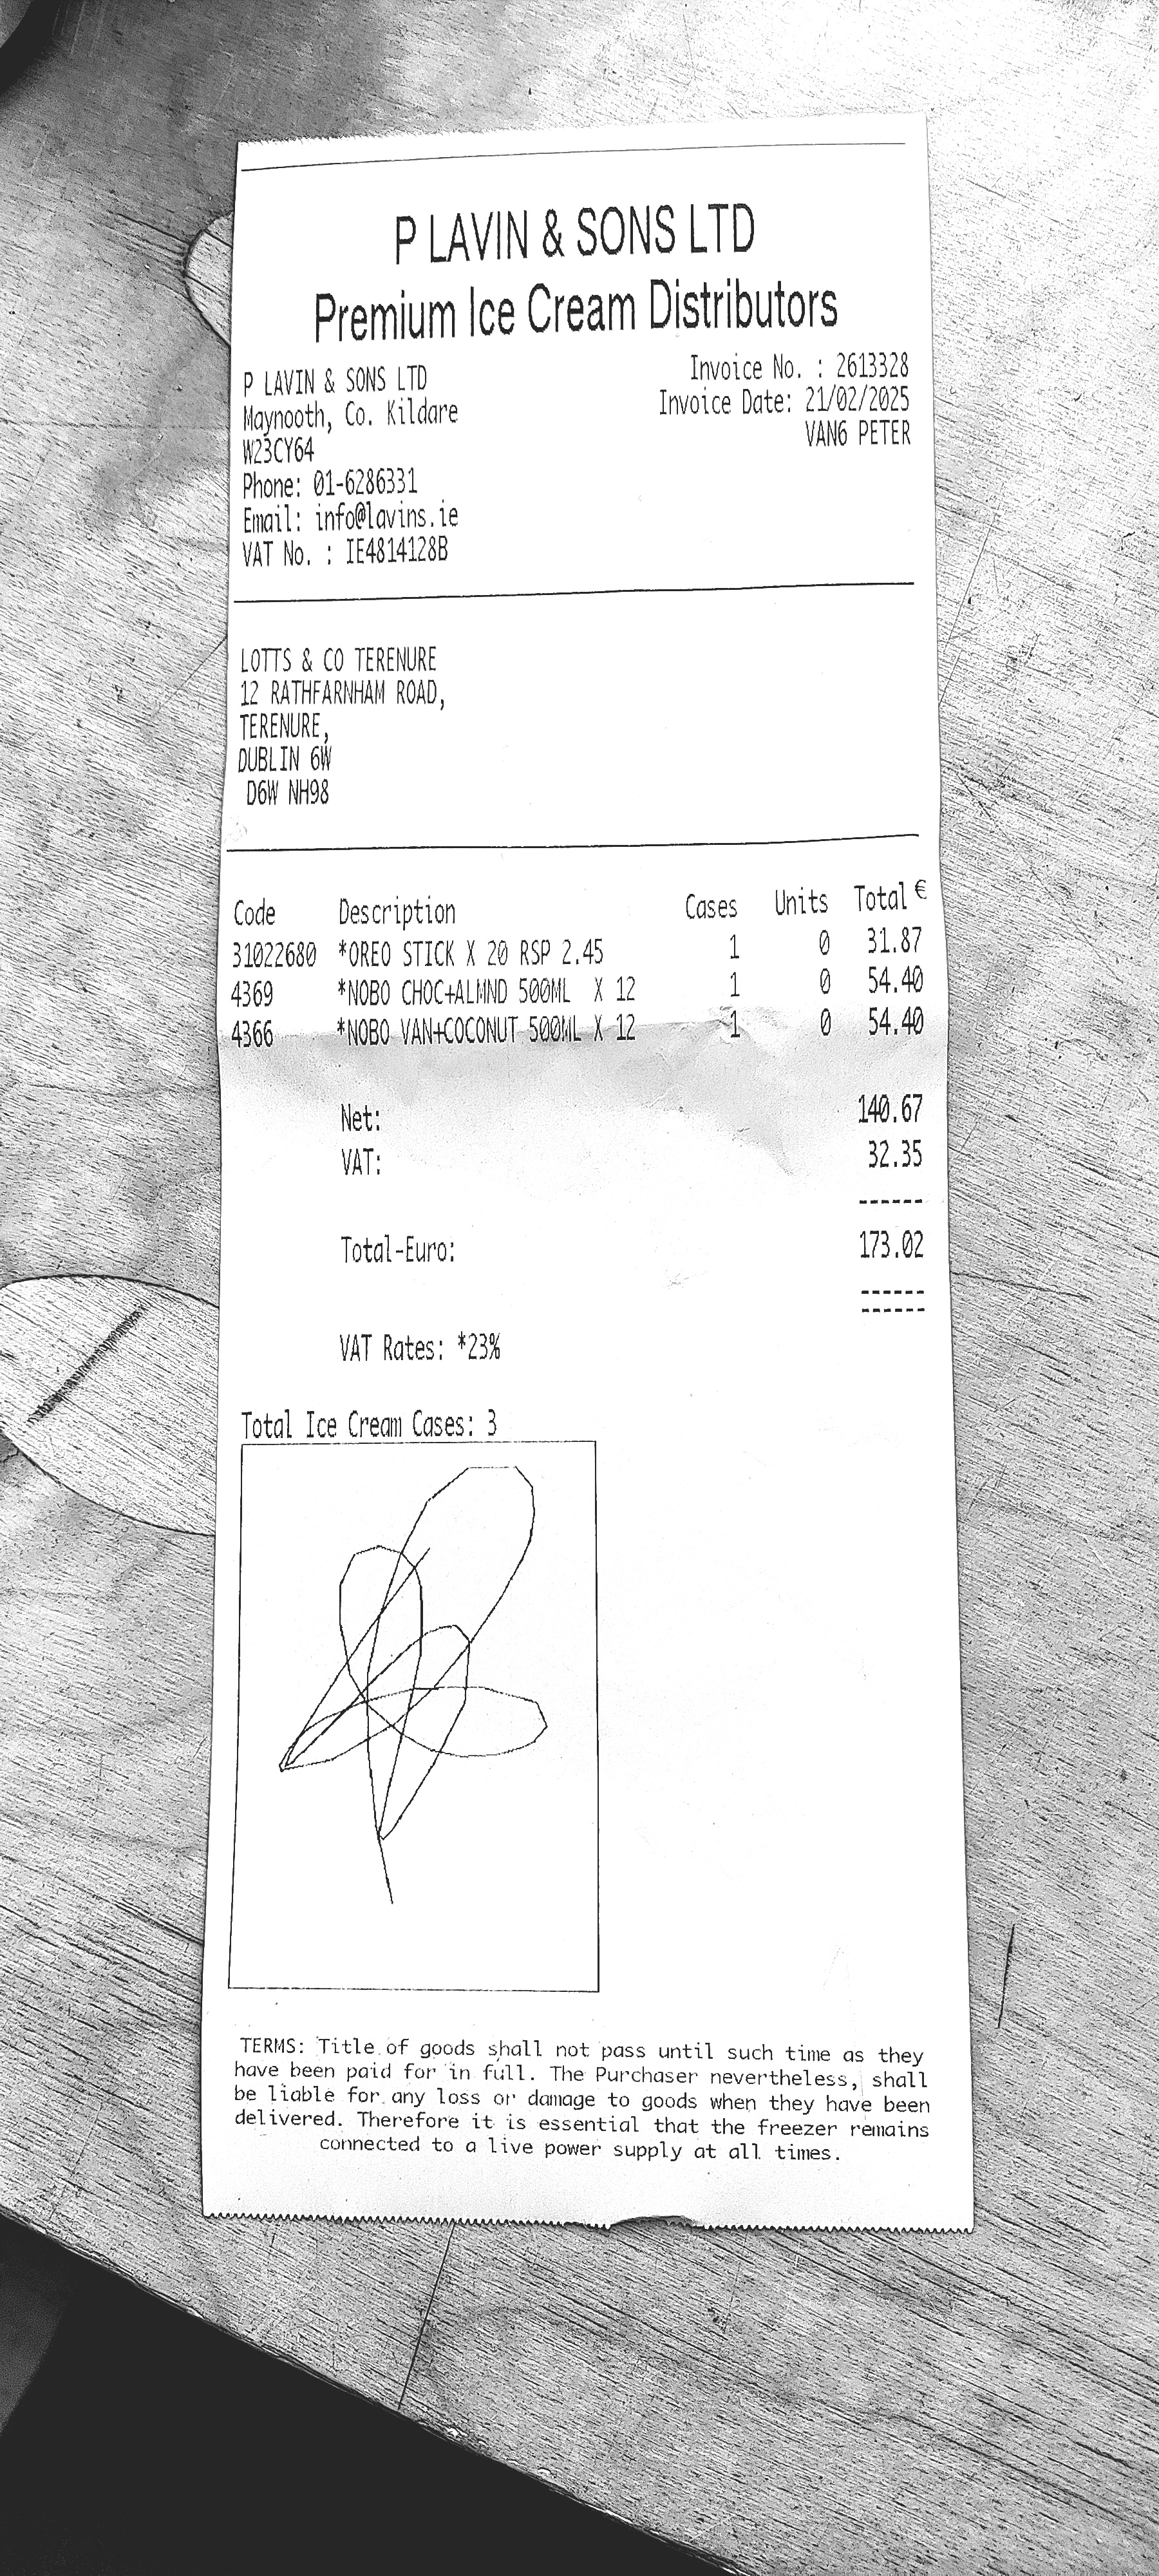 P LAVIN & SONS LTD
Premium Ice Cream Distributors
P LAVIN & SONS LTD
Maynooth, Co. Kildare
W23CY64
Phone: 01-6286331
Email: info@lavins.ie
VAT No. : IE4814128B
Invoice No. : 2613328
Invoice Date: 21/02/2025
VAN6 PETER
LOTTS & CO TERENURE
12 RATHFARNHAM ROAD,
TERENURE,
DUBLIN 6W
D6W NH98
Code Description Cases Units Total €
31022680 *OREO STICK X 20 RSP 2.45 1 0 31.87
4369 *NOBO CHOC+ALMND 500ML X 12 1 0 54.40
4366 *NOBO VAN+COCONUT 500ML X 12 1 0 54.40
Net: 140.67
VAT: 32.35
------
Total-Euro: 173.02
------
------
VAT Rates: *23%
Total Ice Cream Cases: 3
TERMS: Title of goods shall not pass until such time as they
have been paid for in full. The Purchaser nevertheless, shall
be liable for any loss or damage to goods when they have been
delivered. Therefore it is essential that the freezer remains
connected to a live power supply at all times.